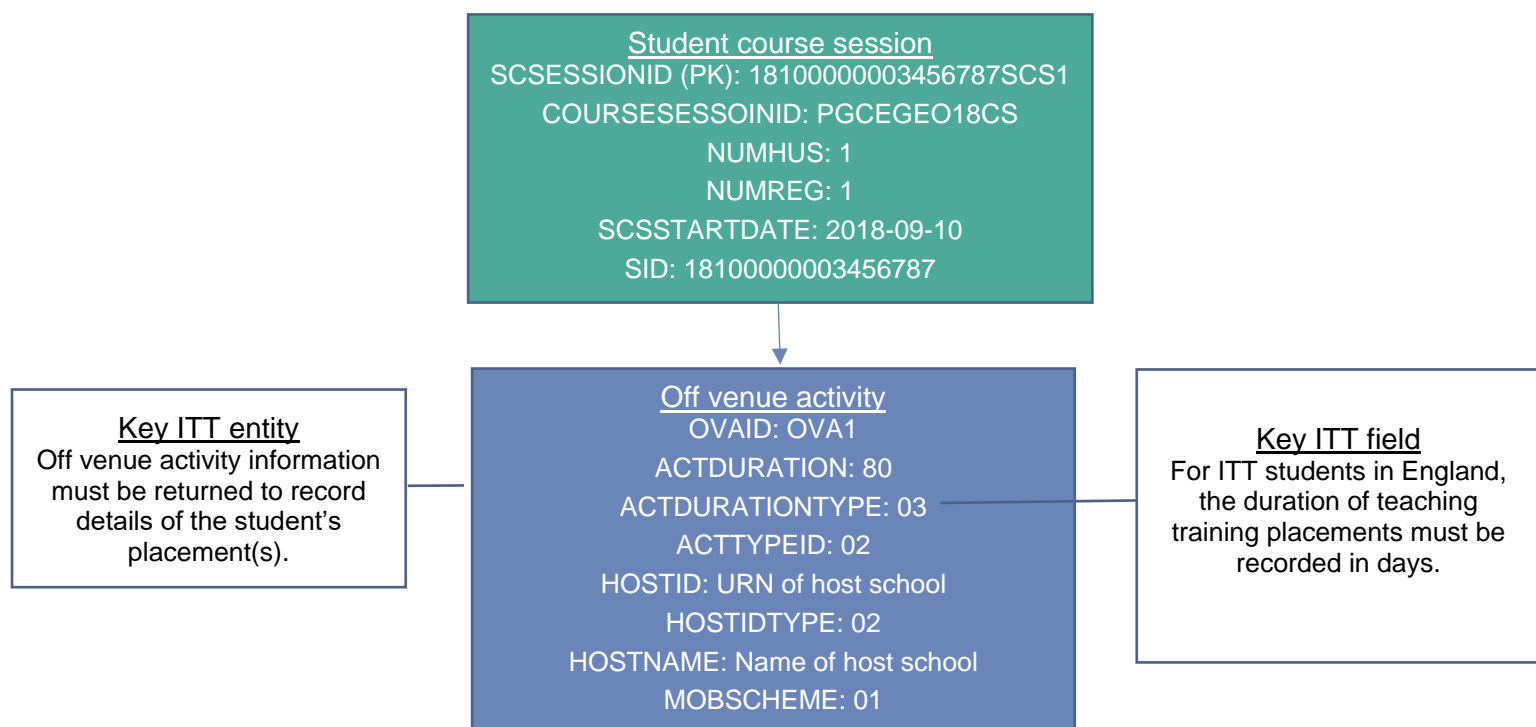 Student course session
SCSESSIONID (PK): 18100000003456787SCS1
COURSESESSOINID: PGCEGEO18CS
NUMHUS: 1
NUMREG: 1
SCSSTARTDATE: 2018-09-10
SID: 18100000003456787
Key ITT entity
Off venue activity information
must be returned to record
details of the student’s
placement(s).
Off venue activity
OVAID: OVA1
ACTDURATION: 80
ACTDURATIONTYPE: 03
ACTTYPEID: 02
HOSTID: URN of host school
HOSTIDTYPE: 02
HOSTNAME: Name of host school
MOBSCHEME: 01
Key ITT field
For ITT students in England,
the duration of teaching
training placements must be
recorded in days.